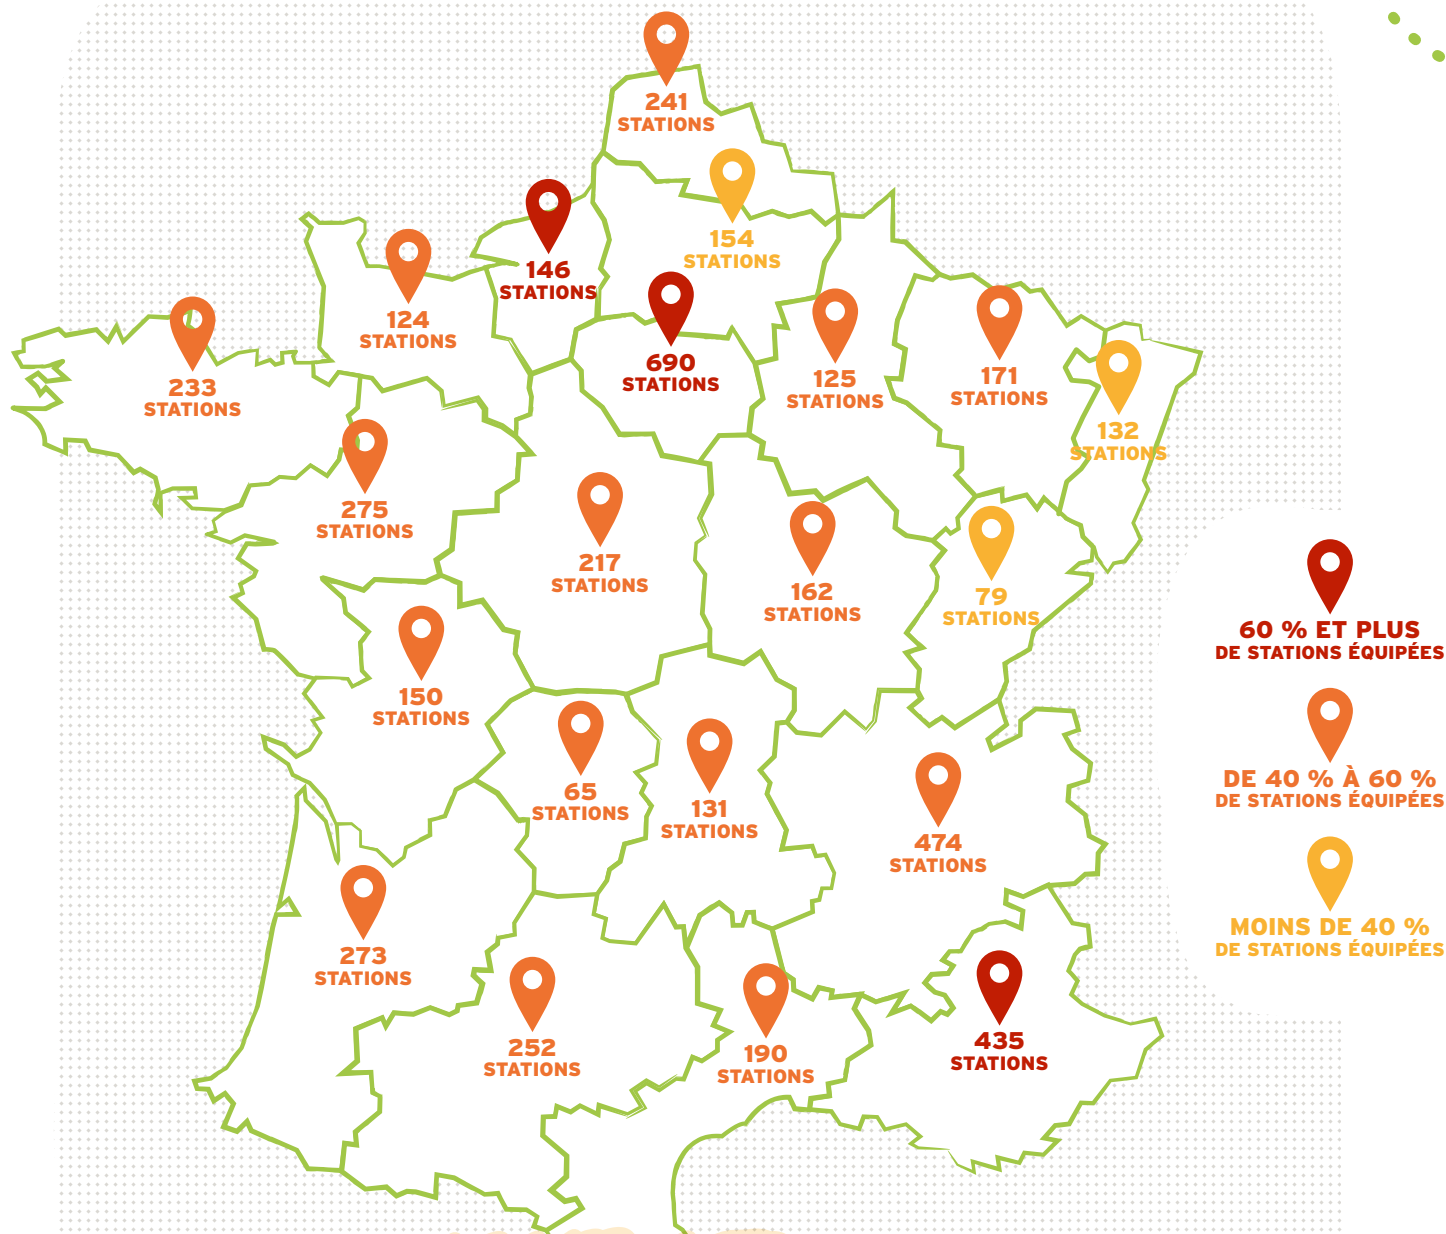 241
STATIONS
154
STATIONS
146
STATIONS
124
STATIONS
690
STATIONS
233
STATIONS
125
STATIONS
171
STATIONS
132
STATIONS
275
STATIONS
217
STATIONS
162
STATIONS
79
STATIONS
150
STATIONS
65
STATIONS
131
STATIONS
474
STATIONS
273
STATIONS
252
STATIONS
190
STATIONS
435
STATIONS
60 % ET PLUS
DE STATIONS ÉQUIPÉES
DE 40 % À 60 %
DE STATIONS ÉQUIPÉES
MOINS DE 40 %
DE STATIONS ÉQUIPÉES